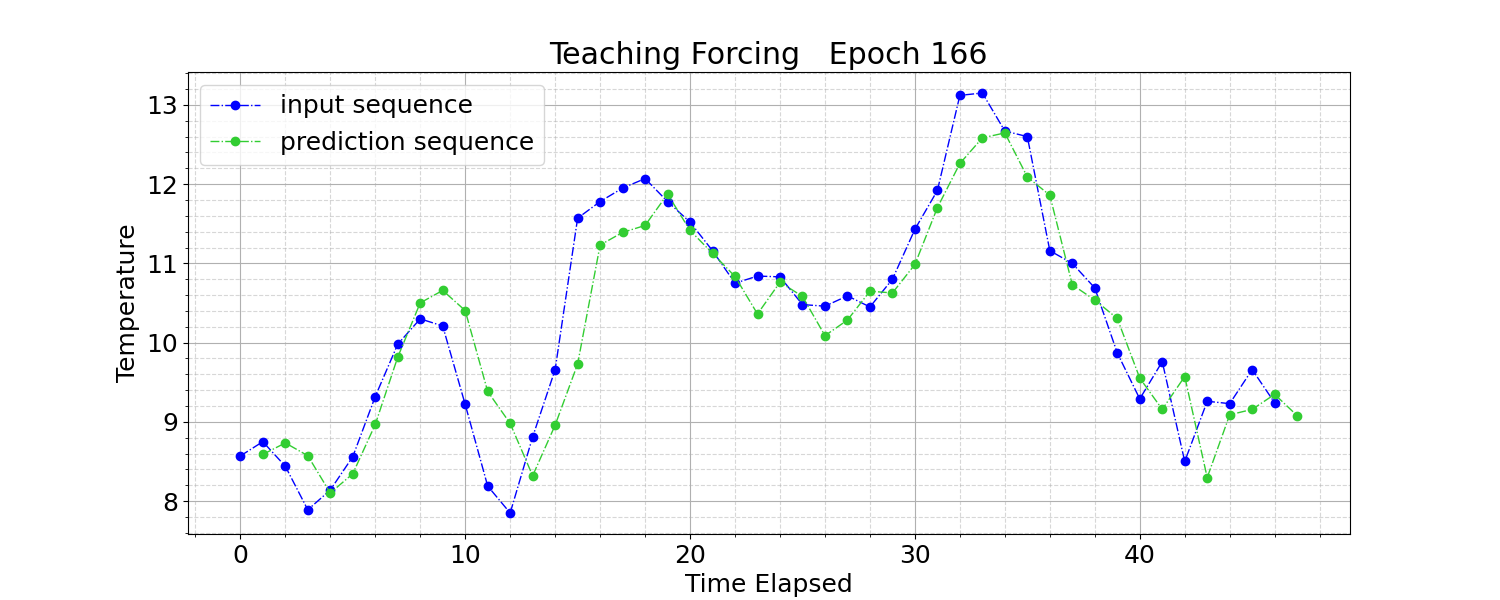 Teaching Forcing   Epoch 166
input sequence
prediction sequence
13
12
11
10
9
8
Temperature
0 10 20 30 40
Time Elapsed